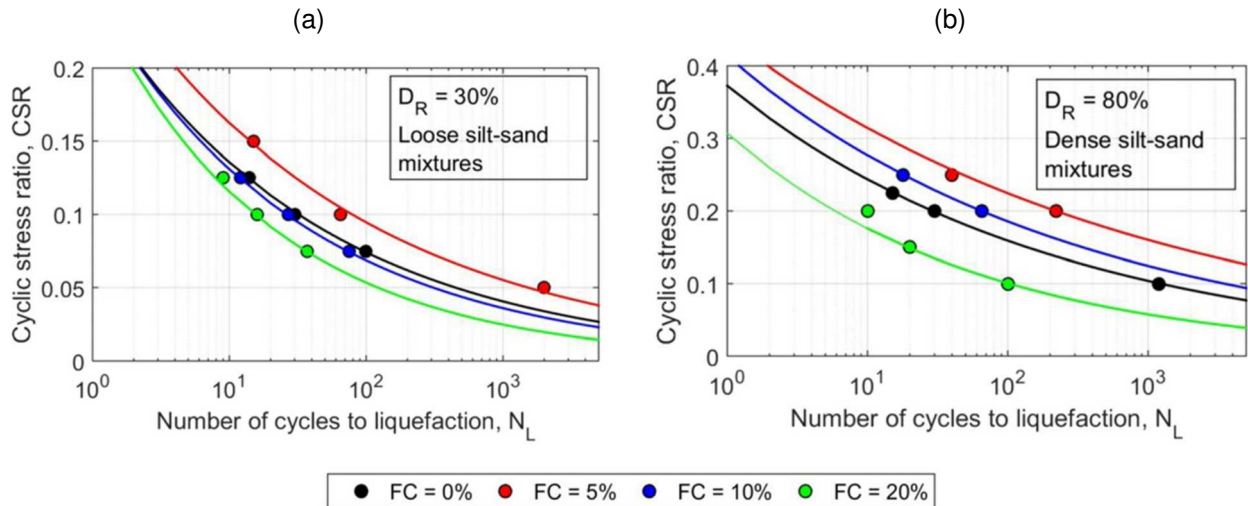 (a)
(b)
0.2
0.15
0.1
0.05
0
Cyclic stress ratio, CSR
D_R = 30%
Loose silt-sand
mixtures
10^0
10^1
10^2
10^3
Number of cycles to liquefaction, N_L
0.4
0.3
0.2
0.1
0
Cyclic stress ratio, CSR
D_R = 80%
Dense silt-sand
mixtures
10^0
10^1
10^2
10^3
Number of cycles to liquefaction, N_L
FC = 0% FC = 5% FC = 10% FC = 20%